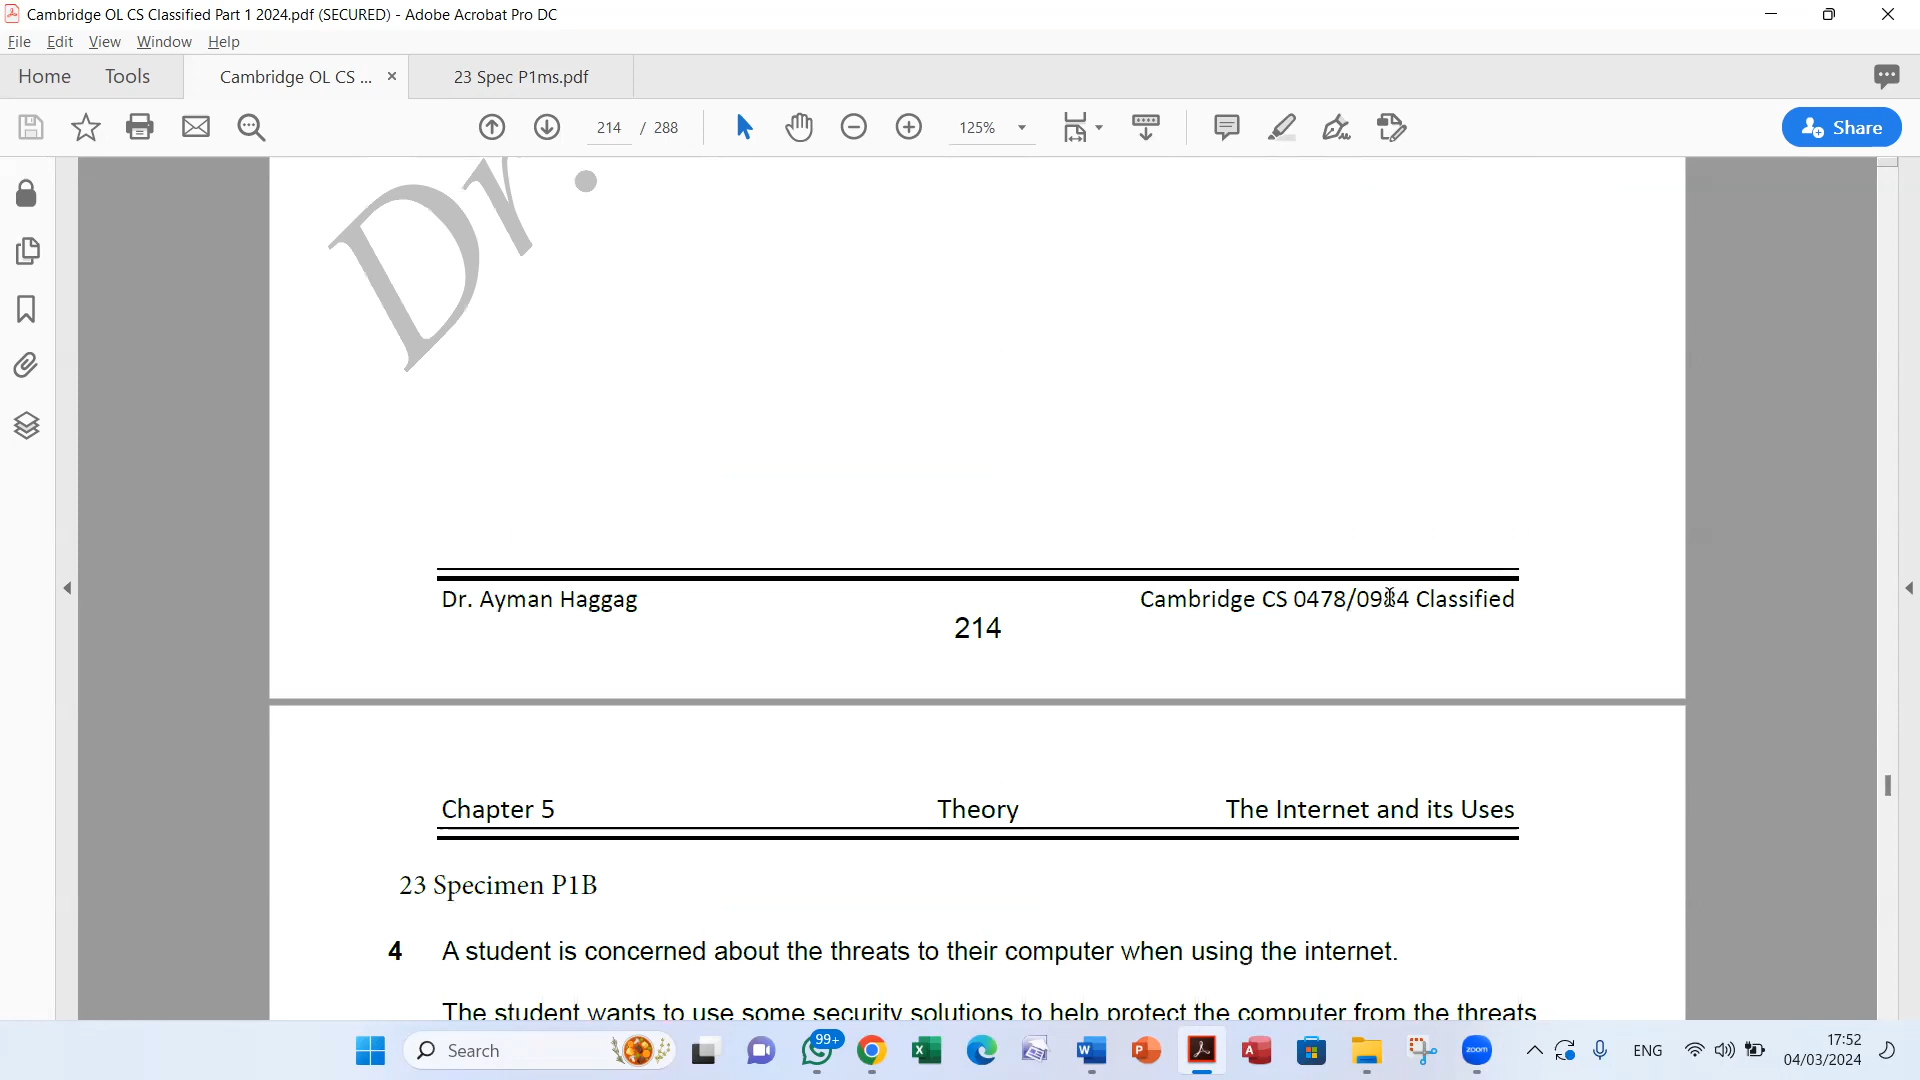 Cambridge OL CS Classified Part 1 2024.pdf (SECURED) - Adobe Acrobat Pro DC
File Edit View Window Help
Home Tools Cambridge OL CS ... × 23 Spec P1ms.pdf
214 / 288 125% Share
Dr.
Dr. Ayman Haggag Cambridge CS 0478/0984 Classified
214
Chapter 5 Theory The Internet and its Uses
23 Specimen P1B
4 A student is concerned about the threats to their computer when using the internet.
The student wants to use some security solutions to help protect the computer from the threats
Search 99+ zoom ENG 17:52
04/03/2024